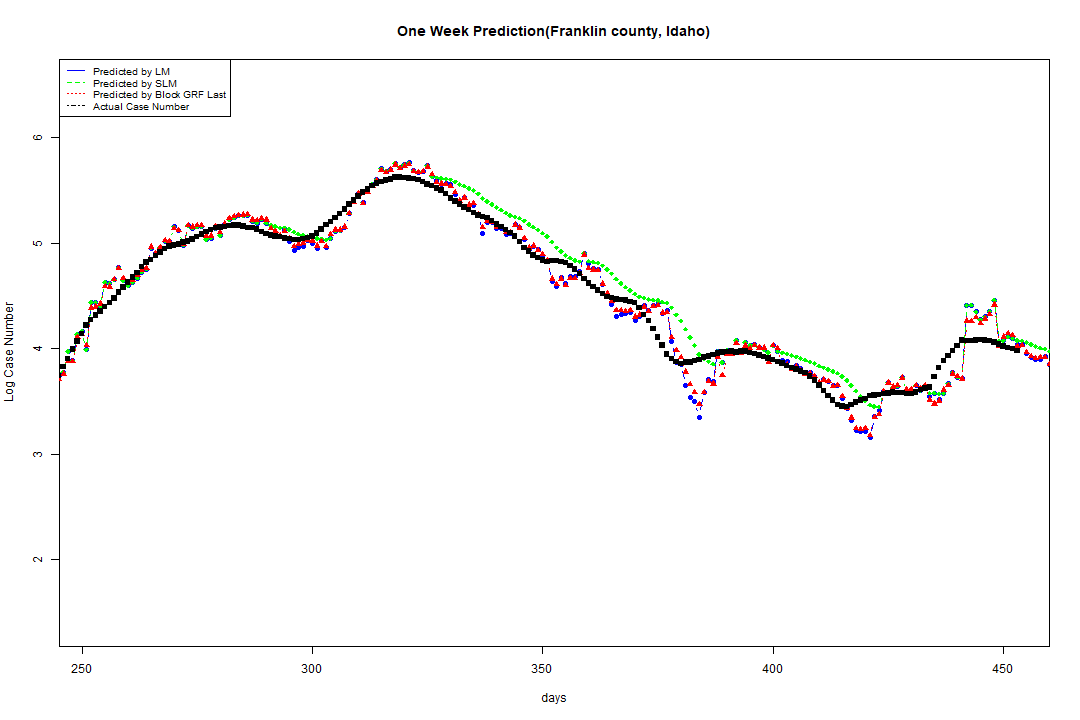 One Week Prediction(Franklin county, Idaho)
Predicted by LM
Predicted by SLM
Predicted by Block GRF Last
Actual Case Number
6
5
4
3
2
Log Case Number
250 300 350 400 450
days